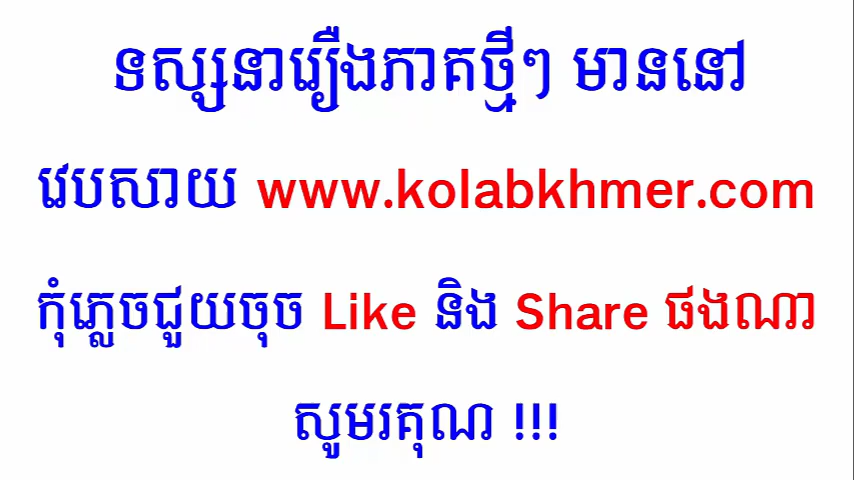 ទស្សនារឿងភាគថ្មីៗ មាននៅ
វេបសាយ www.kolabkhmer.com
កុំភ្លេចជួយចុច Like និង Share ផងណា
សូមរគុណ !!!